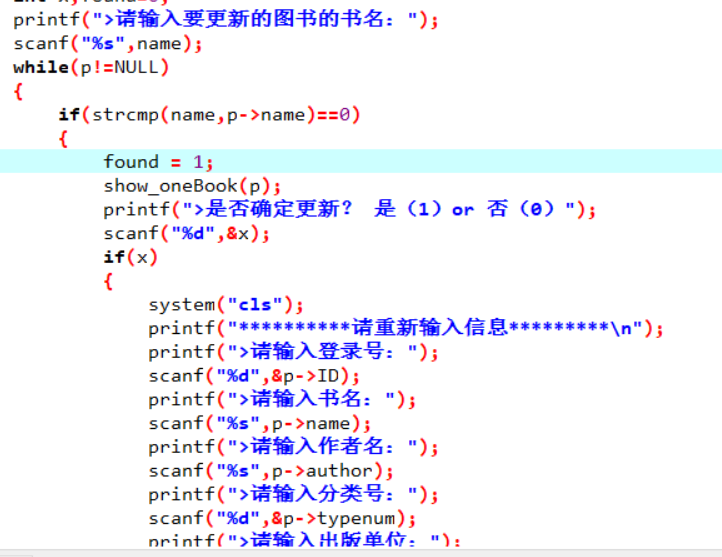 int x,found=0;
printf(">请输入要更新的图书的书名：");
scanf("%s",name);
while(p!=NULL)
{
if(strcmp(name,p->name)==0)
{
found = 1;
show_oneBook(p);
printf(">是否确定更新？ 是（1）or 否（0）");
scanf("%d",&x);
if(x)
{
system("cls");
printf("**********请重新输入信息*********\n");
printf(">请输入登录号：");
scanf("%d",&p->ID);
printf(">请输入书名：");
scanf("%s",p->name);
printf(">请输入作者名：");
scanf("%s",p->author);
printf(">请输入分类号：");
scanf("%d",&p->typenum);
printf(">请输入出版单位：");